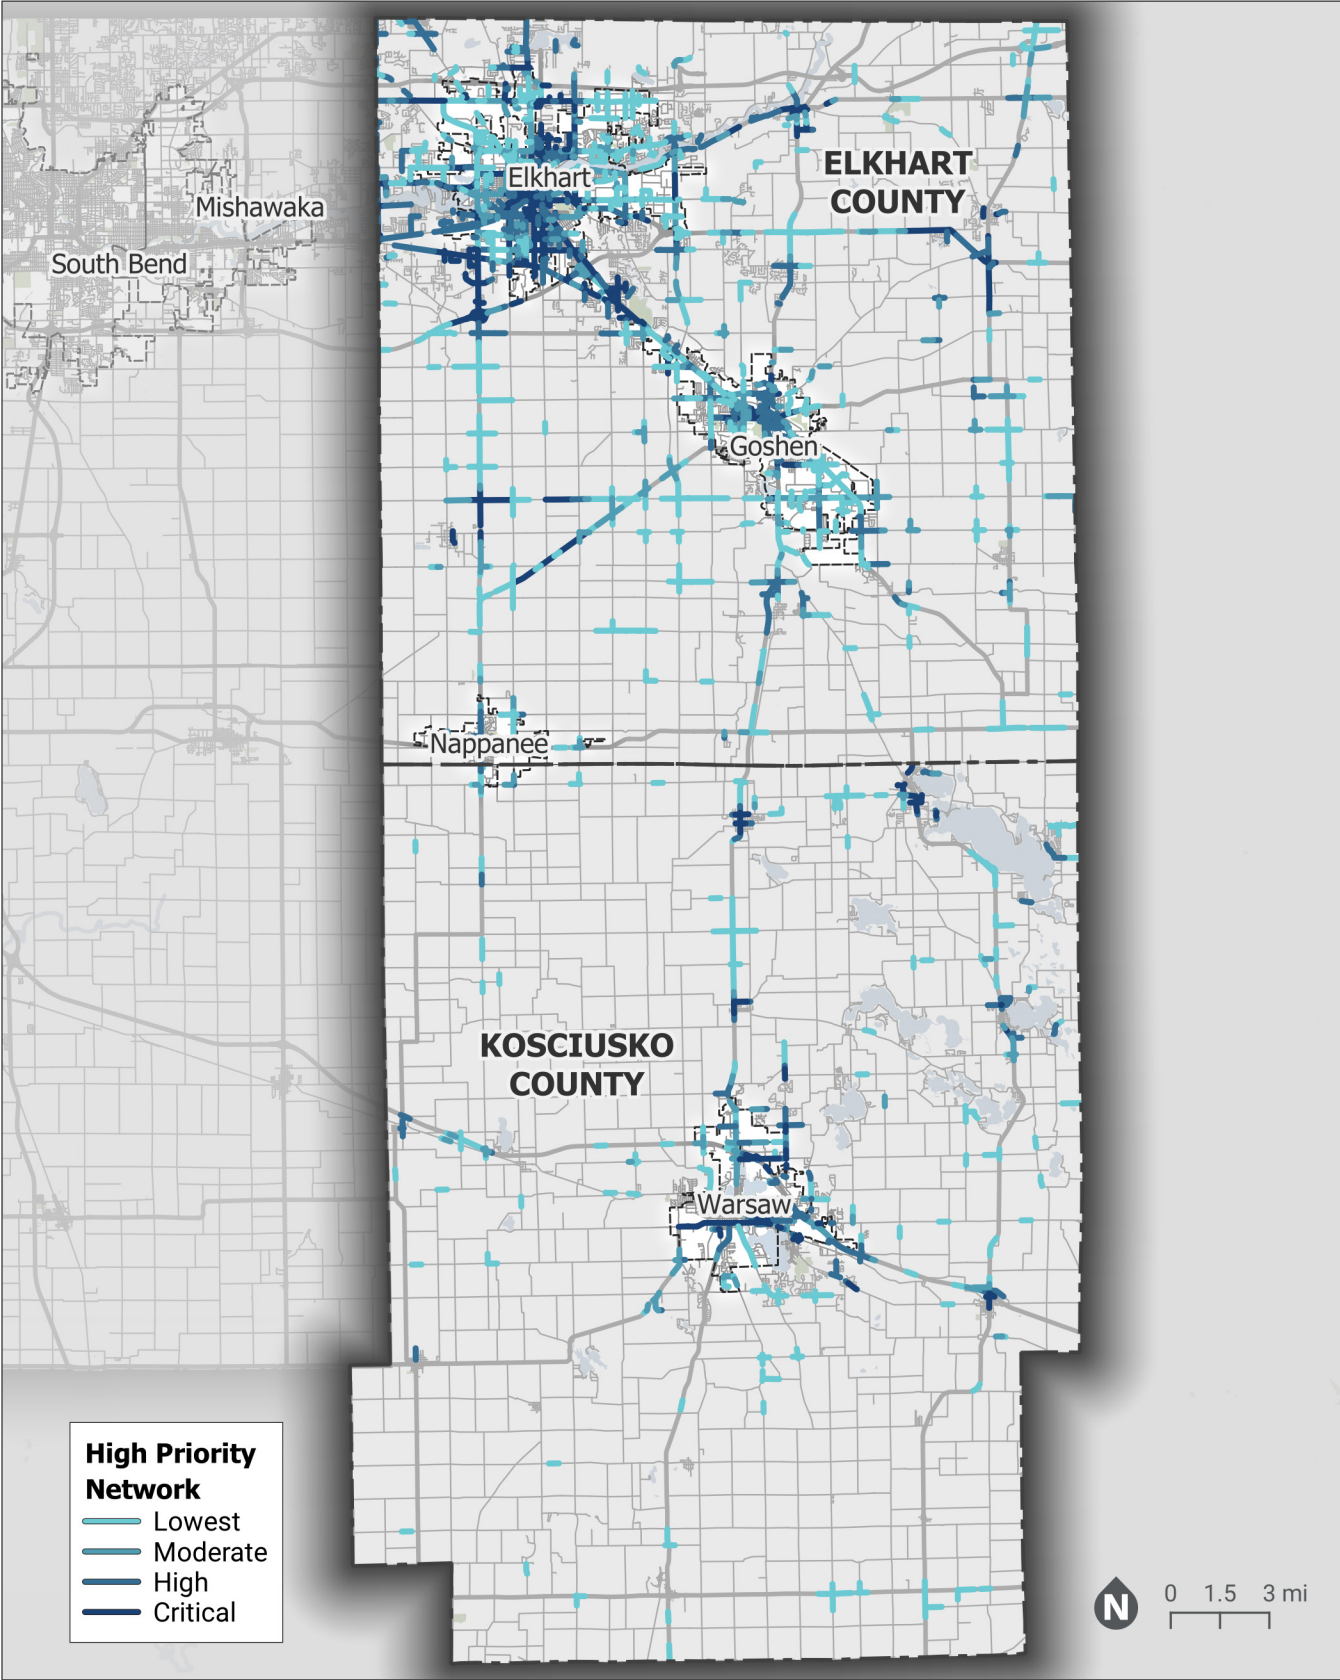 Elkhart
ELKHART
COUNTY
Mishawaka
South Bend
Goshen
Nappanee
KOSCIUSKO
COUNTY
Warsaw
High Priority
Network
Lowest
Moderate
High
Critical
N
0 1.5 3 mi